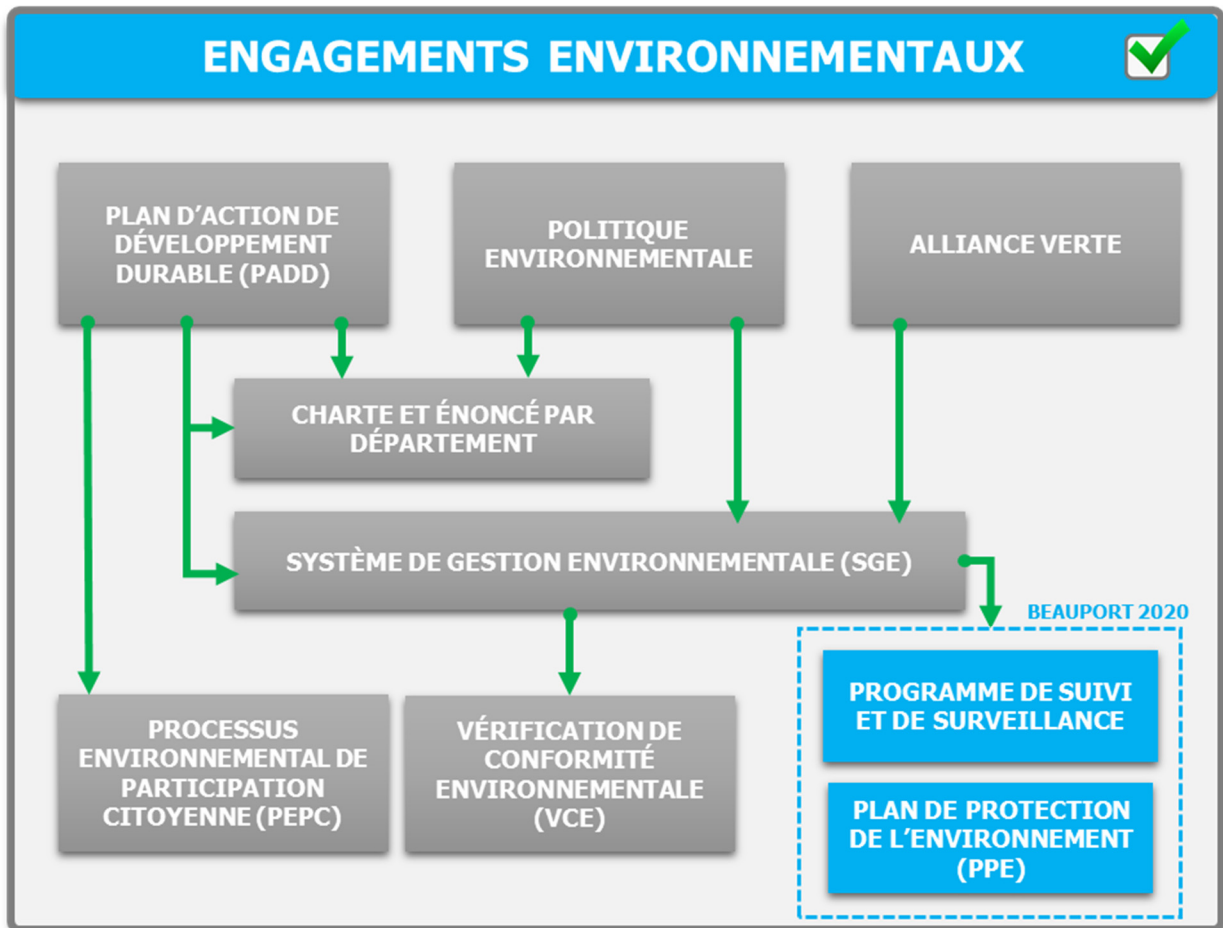 ENGAGEMENTS ENVIRONNEMENTAUX
PLAN D’ACTION DE
DÉVELOPPEMENT
DURABLE (PADD)
POLITIQUE
ENVIRONNEMENTALE
ALLIANCE VERTE
CHARTE ET ÉNONCÉ PAR
DÉPARTEMENT
SYSTÈME DE GESTION ENVIRONNEMENTALE (SGE)
BEAUPORT 2020
PROCESSUS
ENVIRONNEMENTAL DE
PARTICIPATION
CITOYENNE (PEPC)
VÉRIFICATION DE
CONFORMITÉ
ENVIRONNEMENTALE
(VCE)
PROGRAMME DE SUIVI
ET DE SURVEILLANCE
PLAN DE PROTECTION
DE L’ENVIRONNEMENT
(PPE)